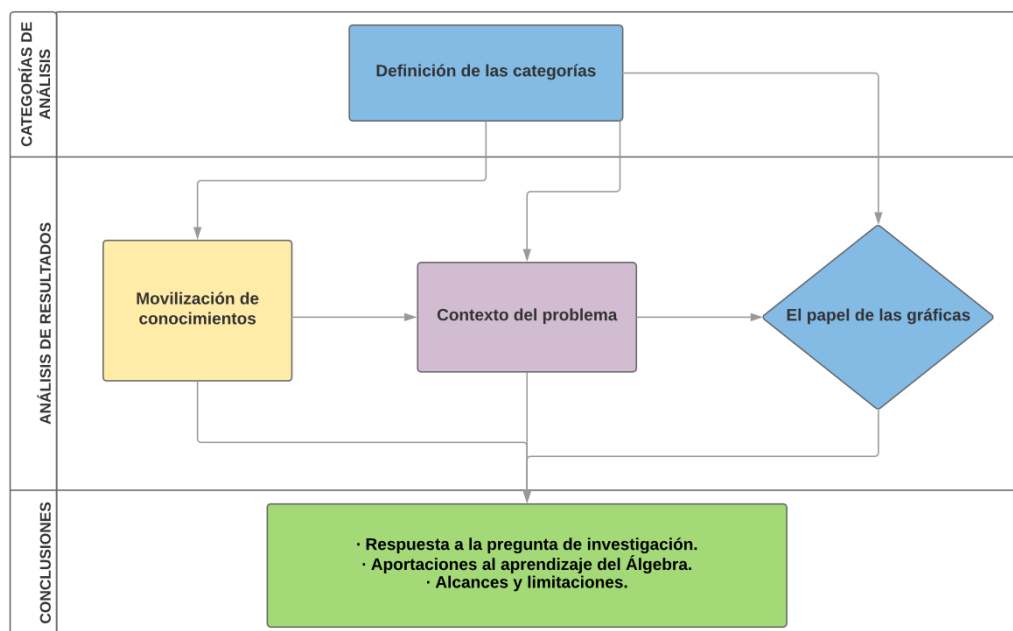 CATEGORÍAS DE
ANÁLISIS
Definición de las categorías
ANÁLISIS DE RESULTADOS
Movilización de
conocimientos
Contexto del problema
El papel de las gráficas
CONCLUSIONES
· Respuesta a la pregunta de investigación.
· Aportaciones al aprendizaje del Álgebra.
· Alcances y limitaciones.